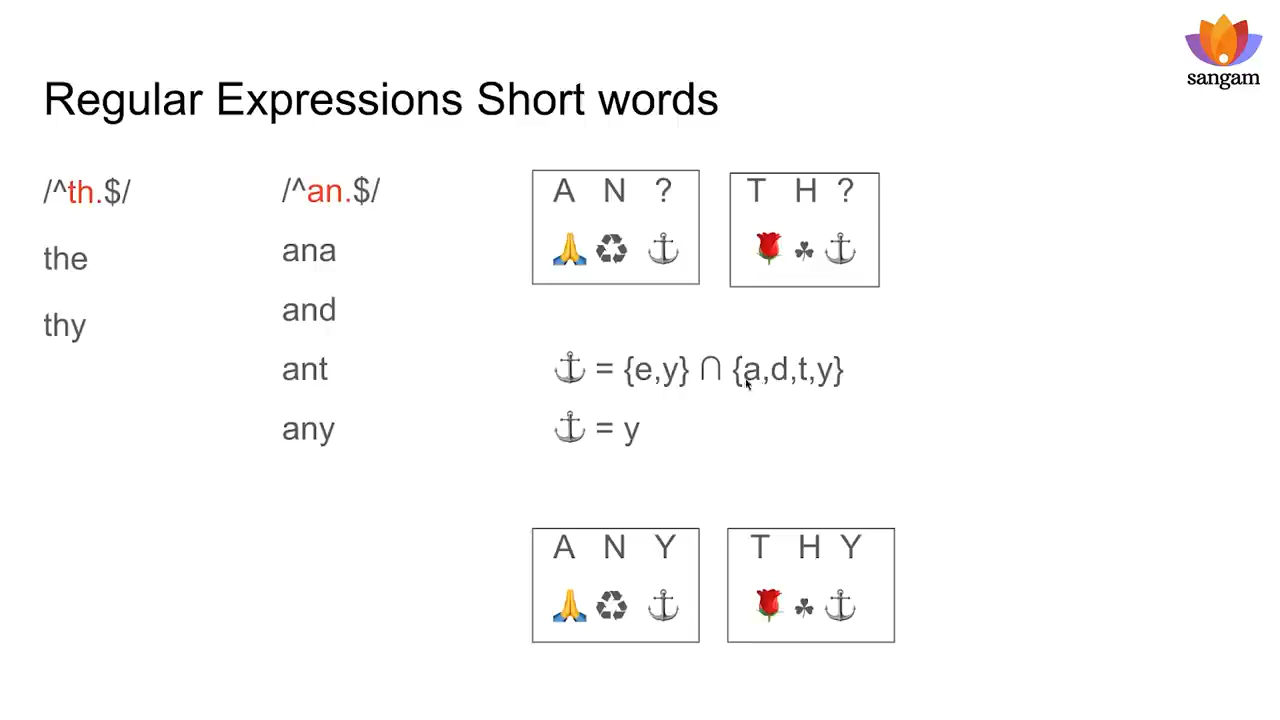 sangam
Regular Expressions Short words
/^th.$/
the
thy
/^an.$/
ana
and
ant
any
A N ?
🙏 ♻ ⚓
T H ?
🌹 ☘ ⚓
⚓ = {e,y} ∩ {a,d,t,y}
⚓ = y
A N Y
🙏 ♻ ⚓
T H Y
🌹 ☘ ⚓